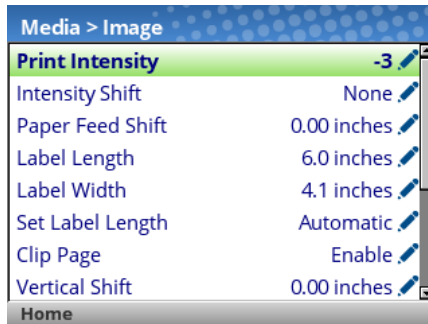 Media > Image
Print Intensity -3
Intensity Shift None
Paper Feed Shift 0.00 inches
Label Length 6.0 inches
Label Width 4.1 inches
Set Label Length Automatic
Clip Page Enable
Vertical Shift 0.00 inches
Home